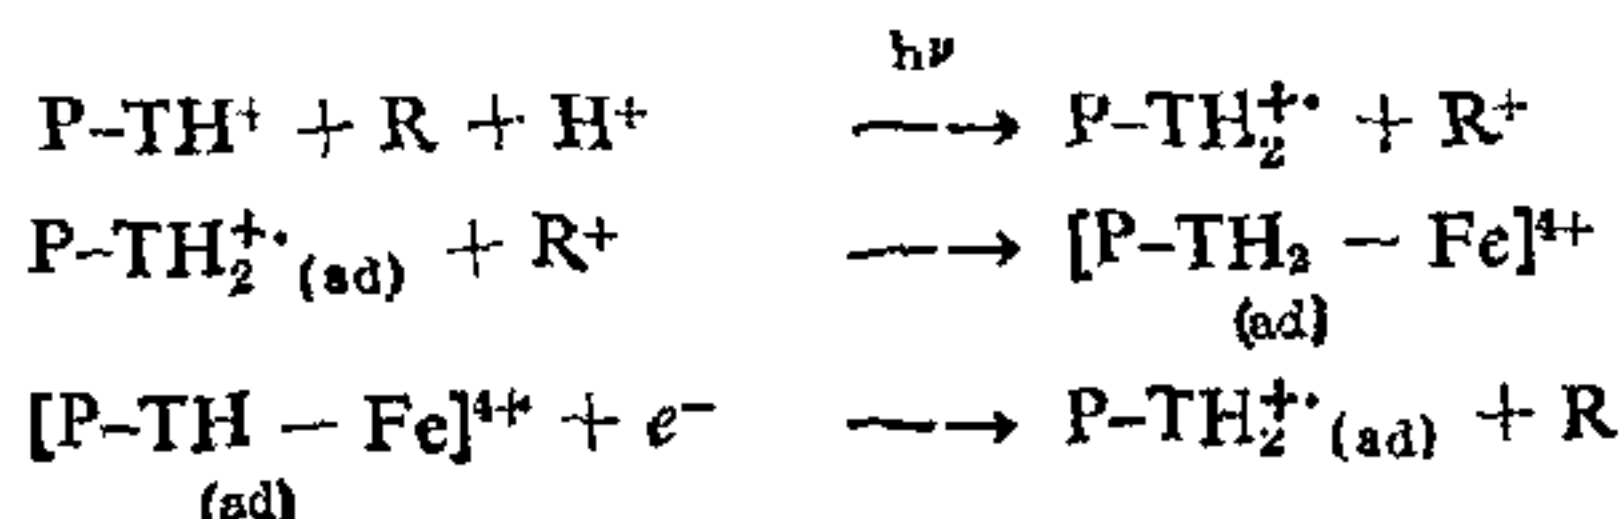 hν
P–TH⁺ + R + H⁺ ⟶ P–TH₂⁺˙ + R⁺
P–TH₂⁺˙(ad) + R⁺ ⟶ [P–TH₂ – Fe]⁴⁺
(ad)
[P–TH – Fe]⁴⁺ + e⁻ ⟶ P–TH₂⁺˙(ad) + R
(ad)